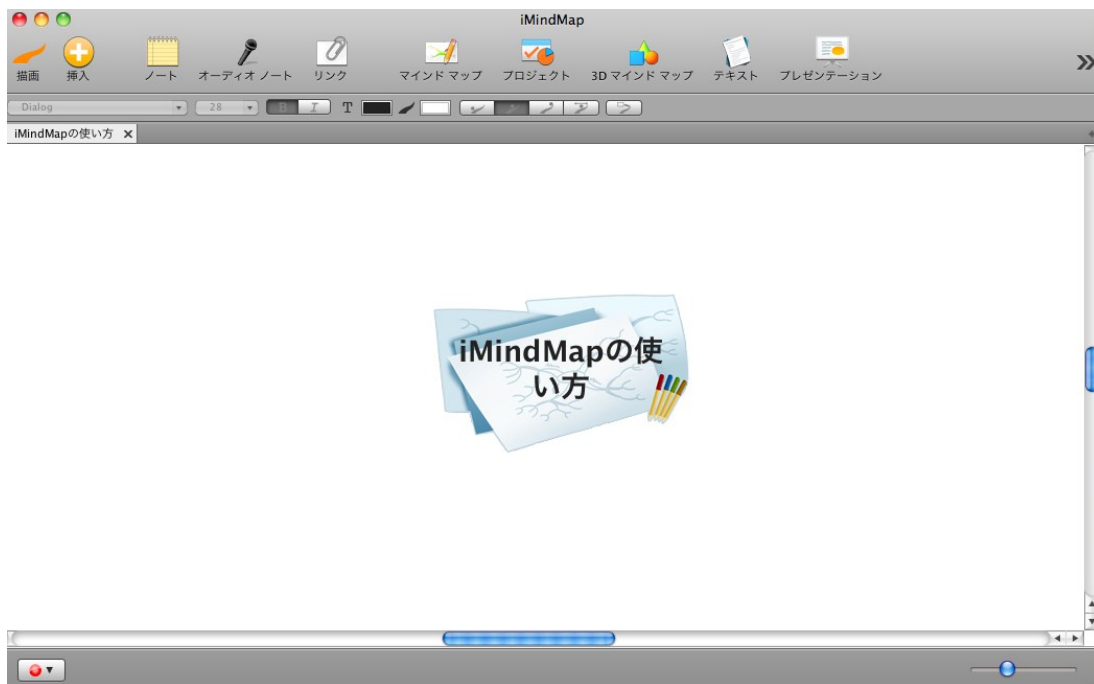 iMindMap
描画 挿入 ノート オーディオ ノート リンク マインド マップ プロジェクト 3D マインド マップ テキスト プレゼンテーション
Dialog 28 B I T
iMindMapの使い方
iMindMapの使
い方